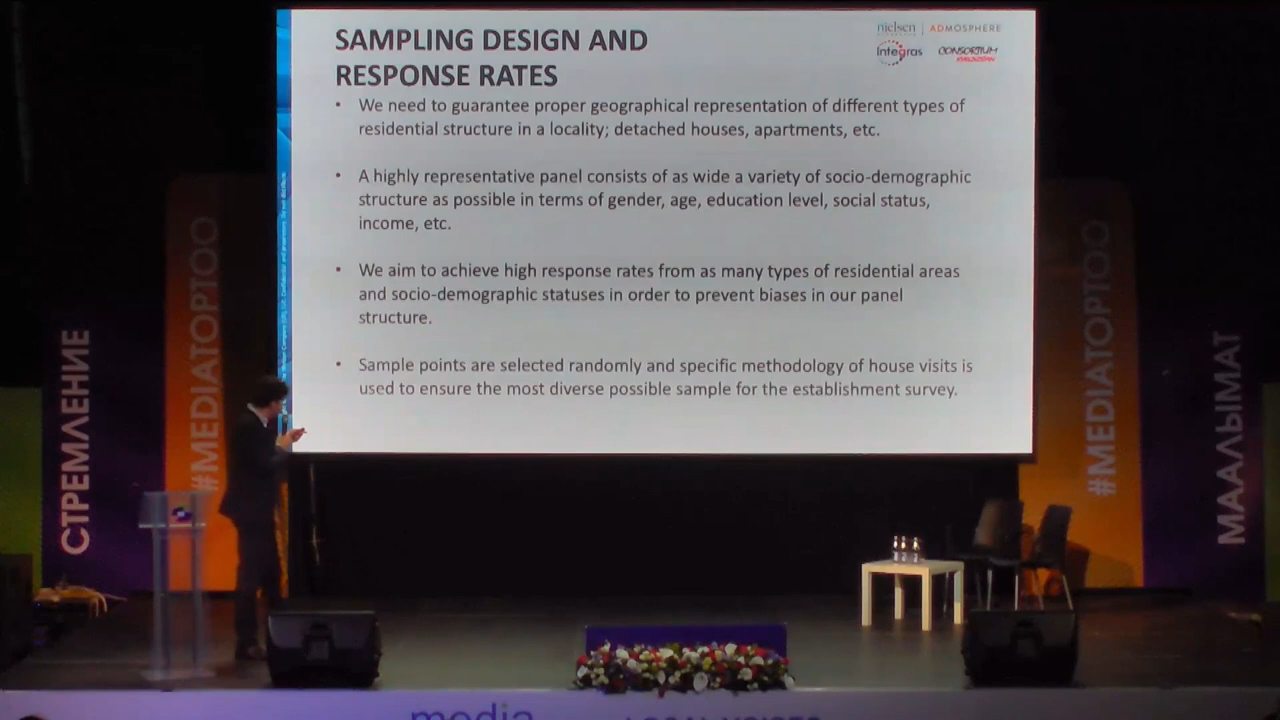 SAMPLING DESIGN AND
RESPONSE RATES
nielsen | ADMOSPHERE
Integras
CONSORTIUM
KYRGYZSTAN
• We need to guarantee proper geographical representation of different types of
residential structure in a locality; detached houses, apartments, etc.
• A highly representative panel consists of as wide a variety of socio-demographic
structure as possible in terms of gender, age, education level, social status,
income, etc.
• We aim to achieve high response rates from as many types of residential areas
and socio-demographic statuses in order to prevent biases in our panel
structure.
• Sample points are selected randomly and specific methodology of house visits is
used to ensure the most diverse possible sample for the establishment survey.
СТРЕМЛЕНИЕ
#MEDIATOPTOO
#MEDIATOPTOO
МААЛЫМАТ
media